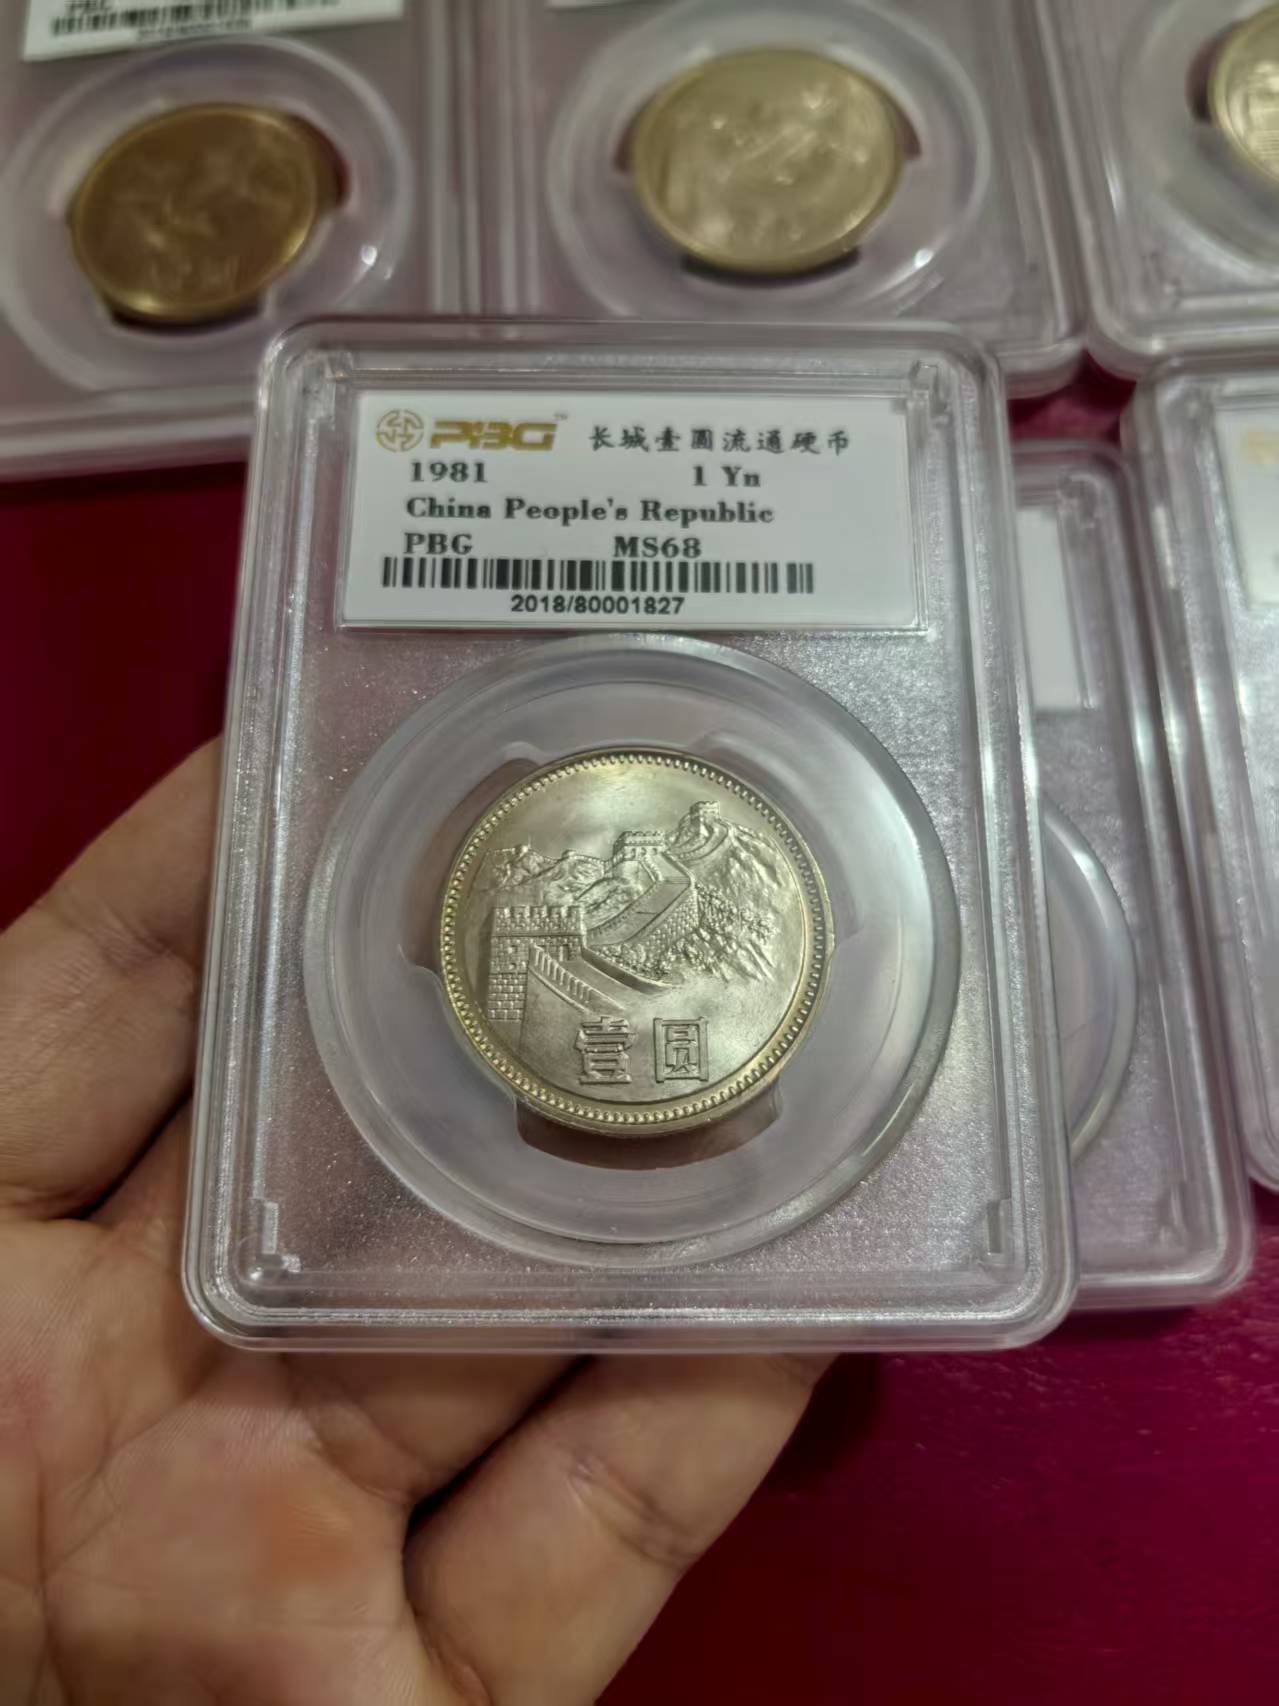 PBG
PBG™ 长城壹圆流通硬币
1981 1 Yn
China People's Republic
PBG MS68
2018/80001827
壹圆